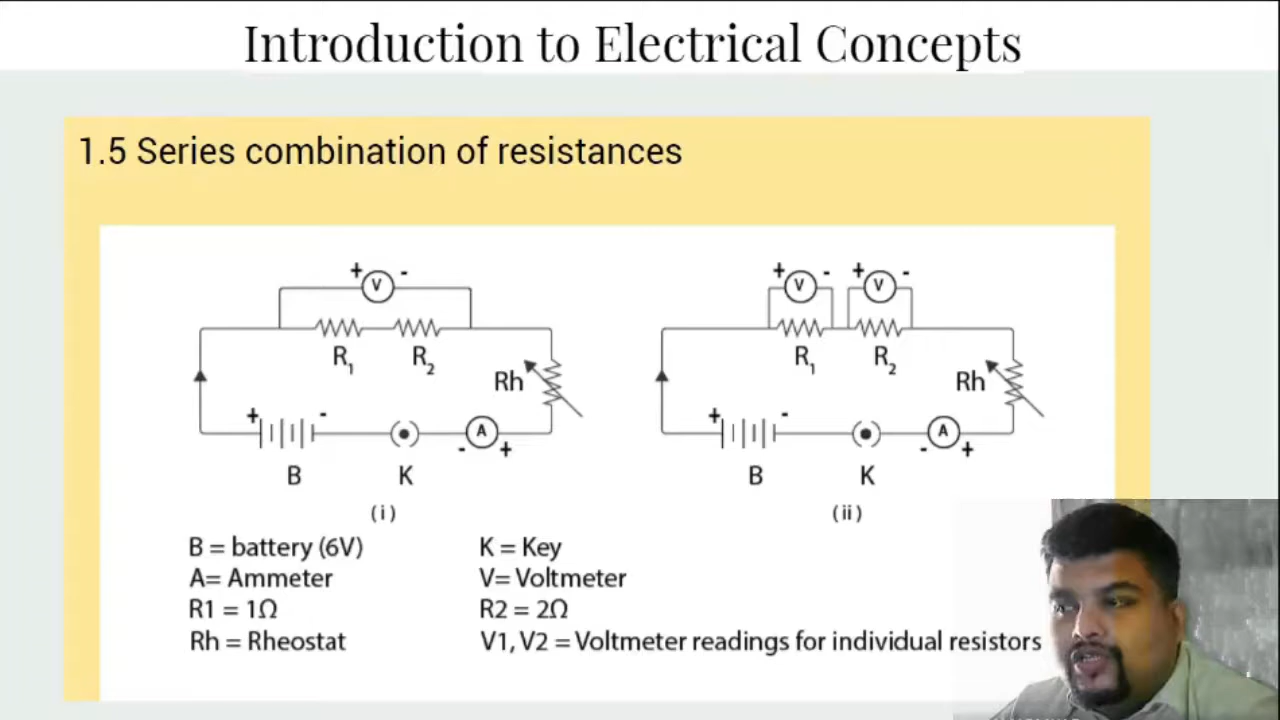 Introduction to Electrical Concepts
1.5 Series combination of resistances
+ V -
R1 R2
Rh
+ -
A
- +
B K
(i)
+ V - + V -
R1 R2
Rh
+ -
A
- +
B K
(ii)
B = battery (6V) K = Key
A= Ammeter V= Voltmeter
R1 = 1Ω R2 = 2Ω
Rh = Rheostat V1, V2 = Voltmeter readings for individual resistors